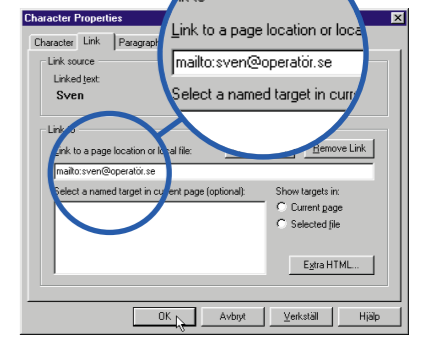 Character Properties
Link to
Link to a page location or loca
mailto:sven@operatör.se
Select a named target in curre
Character
Link
Paragraph
Link source
Linked text:
Sven
Link to
Link to a page location or local file:
Remove Link
mailto:sven@operatör.se
Select a named target in current page (optional):
Show targets in:
Current page
Selected file
Extra HTML...
OK
Avbryt
Verkställ
Hjälp